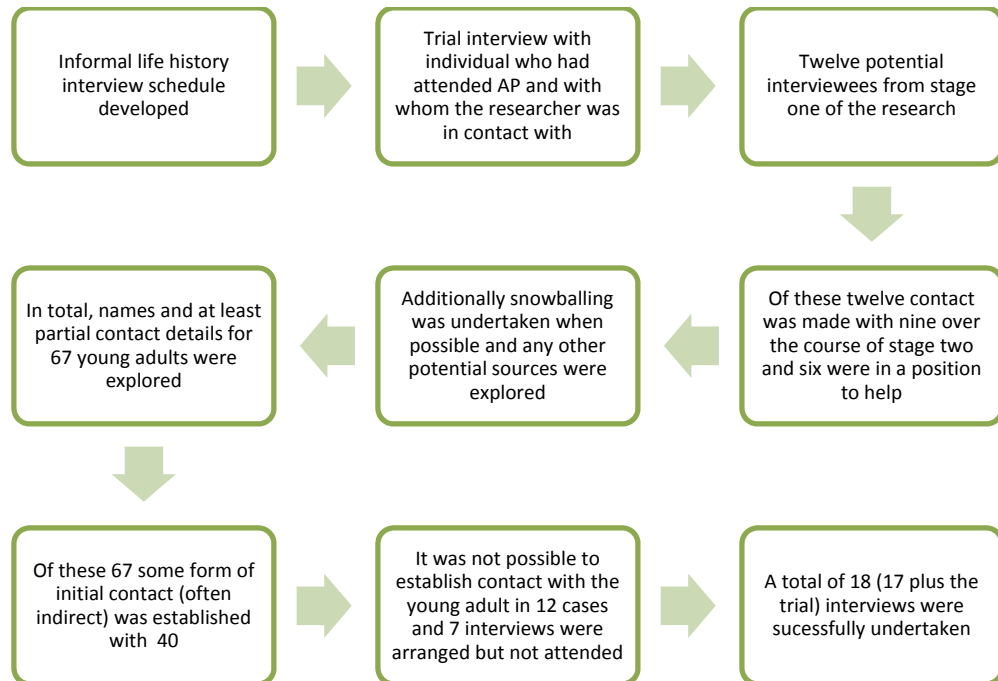 Informal life history
interview schedule
developed
Trial interview with
individual who had
attended AP and with
whom the researcher was
in contact with
Twelve potential
interviewees from stage
one of the research
Of these twelve contact
was made with nine over
the course of stage two
and six were in a position
to help
Additionally snowballing
was undertaken when
possible and any other
potential sources were
explored
In total, names and at least
partial contact details for
67 young adults were
explored
Of these 67 some form of
initial contact (often
indirect) was established
with 40
It was not possible to
establish contact with the
young adult in 12 cases
and 7 interviews were
arranged but not attended
A total of 18 (17 plus the
trial) interviews were
sucessfully undertaken